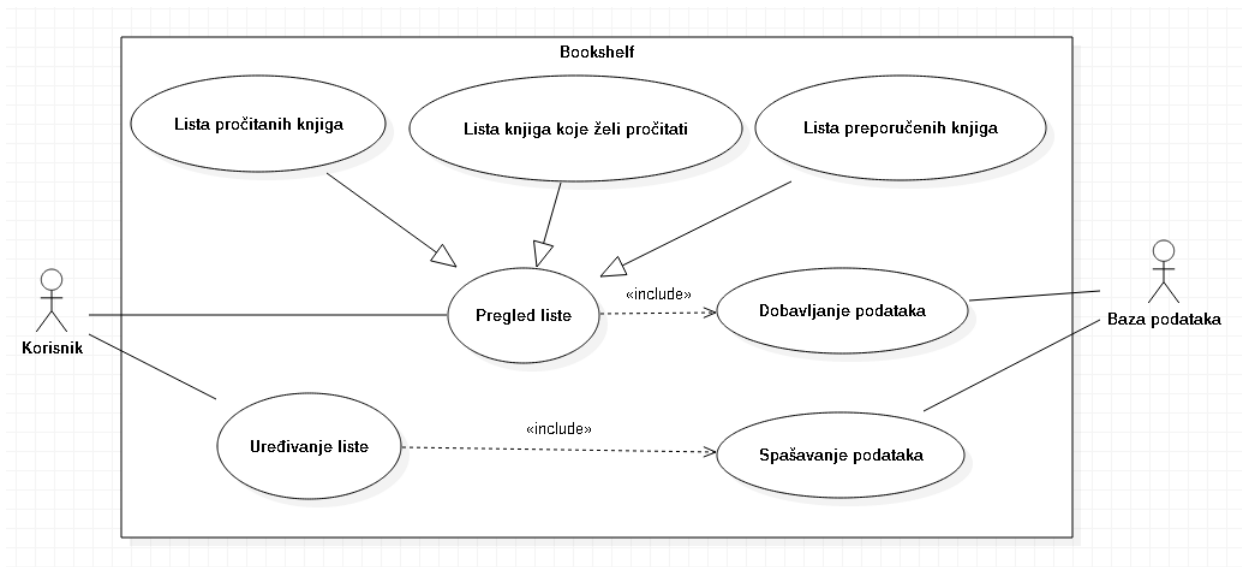 Bookshelf
Lista pročitanih knjiga
Lista knjiga koje želi pročitati
Lista preporučenih knjiga
Korisnik
Pregled liste
«include»
Dobavljanje podataka
Baza podataka
Uređivanje liste
«include»
Spašavanje podataka